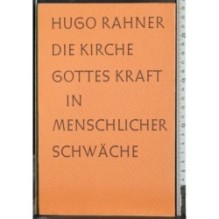 HUGO RAHNER
DIE KIRCHE
GOTTES KRAFT
IN
MENSCHLICHER
SCHWÄCHE